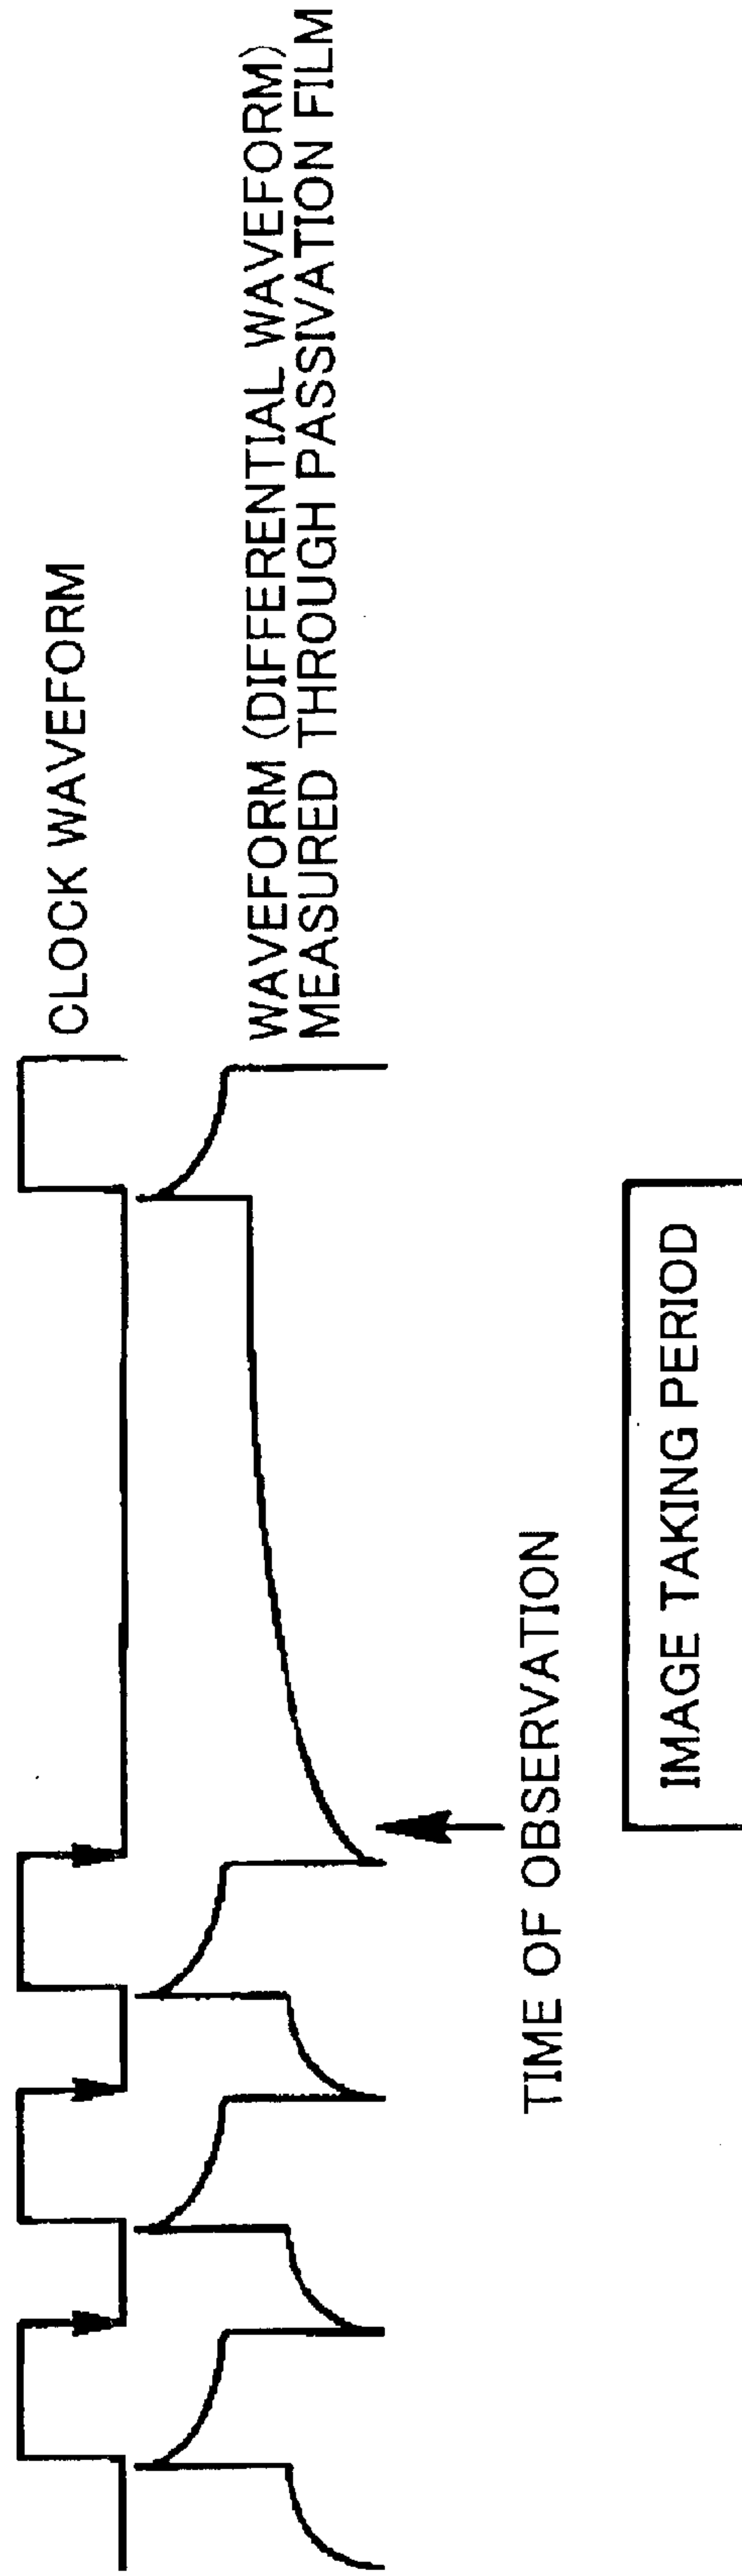 CLOCK WAVEFORM
WAVEFORM (DIFFERENTIAL WAVEFORM)
MEASURED THROUGH PASSIVATION FILM
TIME OF OBSERVATION
IMAGE TAKING PERIOD